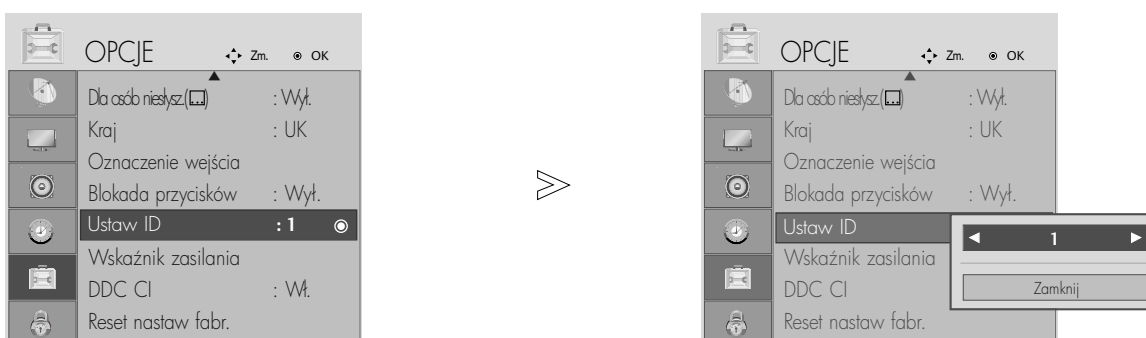 OPCJE Zm. OK
Dla osób niesłysz.(...) : Wył.
Kraj : UK
Oznaczenie wejścia
Blokada przycisków : Wył.
Ustaw ID : 1
Wskaźnik zasilania
DDC CI : Wł.
Reset nastaw fabr.
OPCJE Zm. OK
Dla osób niesłysz.(...) : Wył.
Kraj : UK
Oznaczenie wejścia
Blokada przycisków : Wył.
Ustaw ID
◄ 1 ►
Wskaźnik zasilania
DDC CI
Zamknij
Reset nastaw fabr.